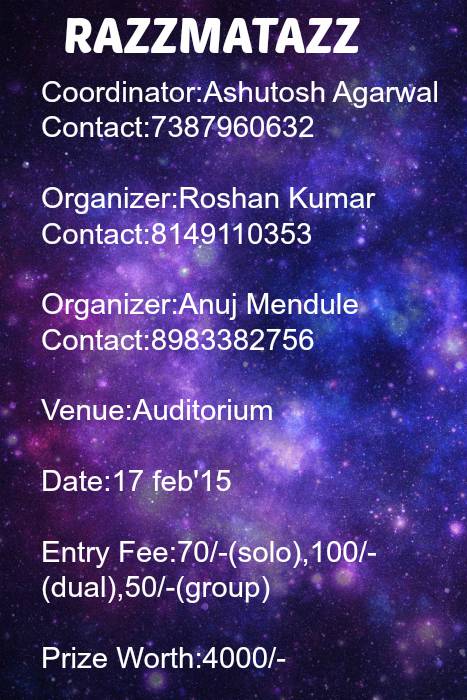 RAZZMATAZZ
Coordinator:Ashutosh Agarwal
Contact:7387960632
Organizer:Roshan Kumar
Contact:8149110353
Organizer:Anuj Mendule
Contact:8983382756
Venue:Auditorium
Date:17 feb'15
Entry Fee:70/-(solo),100/-
(dual),50/-(group)
Prize Worth:4000/-